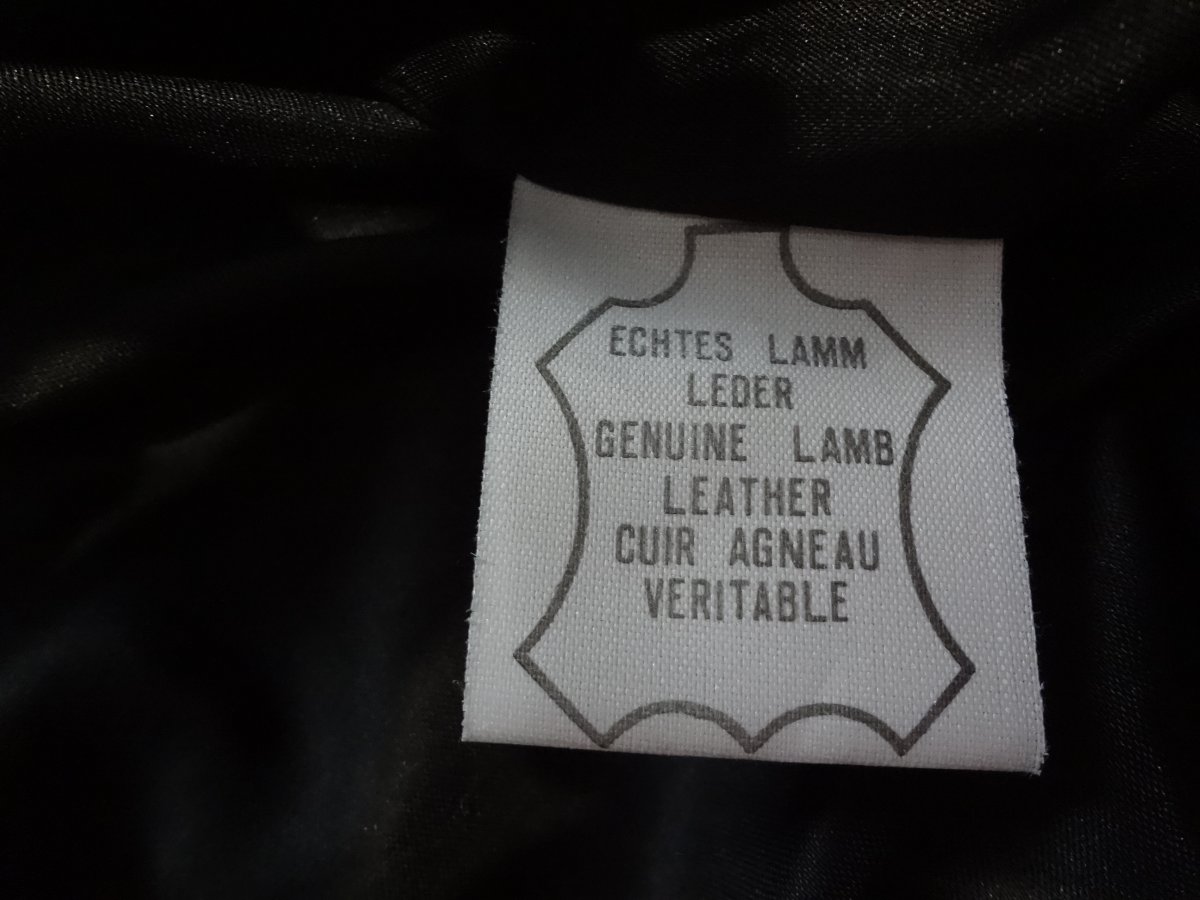 ECHTES LAMM
LEDER
GENUINE LAMB
LEATHER
CUIR AGNEAU
VERITABLE